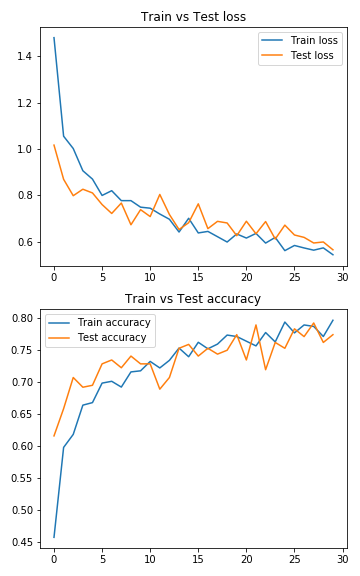 Train vs Test loss
Train loss
Test loss
1.4
1.2
1.0
0.8
0.6
0 5 10 15 20 25 30
Train vs Test accuracy
Train accuracy
Test accuracy
0.80
0.75
0.70
0.65
0.60
0.55
0.50
0.45
0 5 10 15 20 25 30